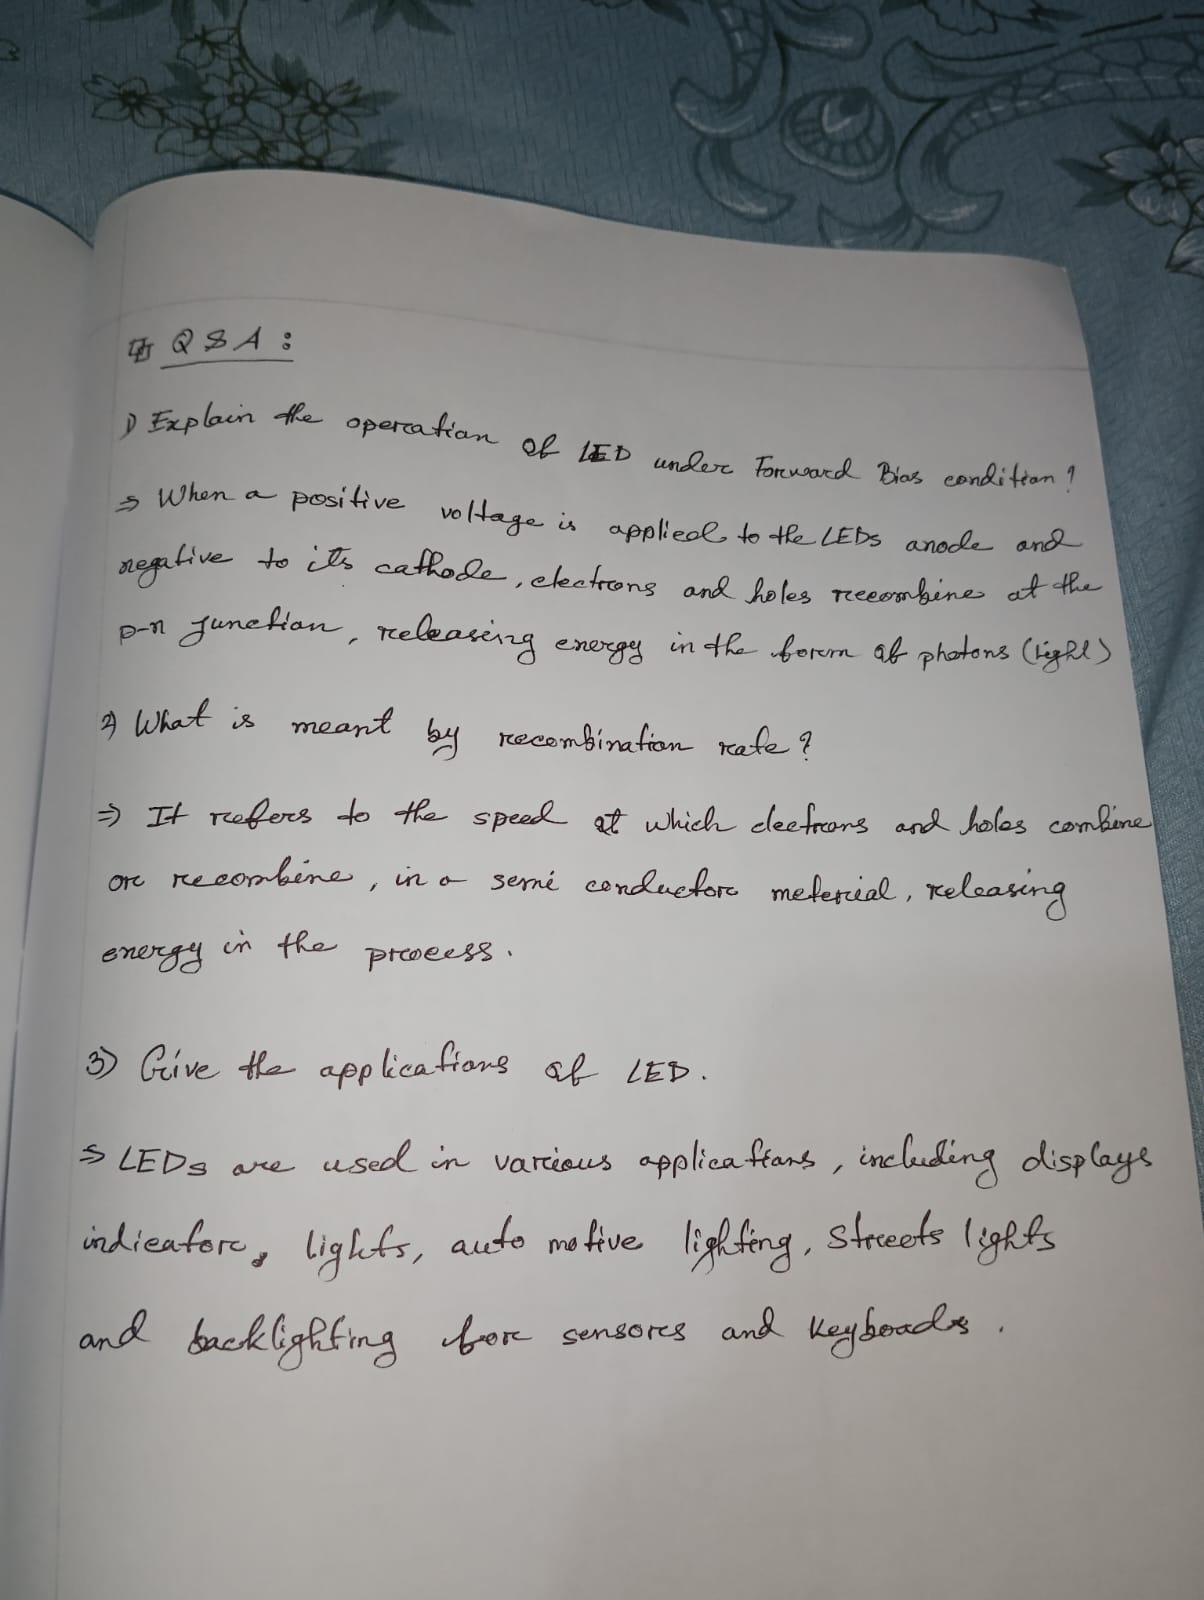 Q & A :
1) Explain the operation of LED under Forward Bias condition?
⇒ When a positive voltage is applied to the LEDs anode and
negative to its cathode, electrons and holes recombine at the
p-n junction, releasing energy in the form of photons (light)
2) What is meant by recombination rate?
⇒ It refers to the speed at which electrons and holes combine
or recombine, in a semi conductor meterial, releasing
energy in the process.
3) Give the applications of LED.
⇒ LEDs are used in various applications, including displays
indicator, lights, auto motive lighting, Streets lights
and backlighting for sensors and keyboads.